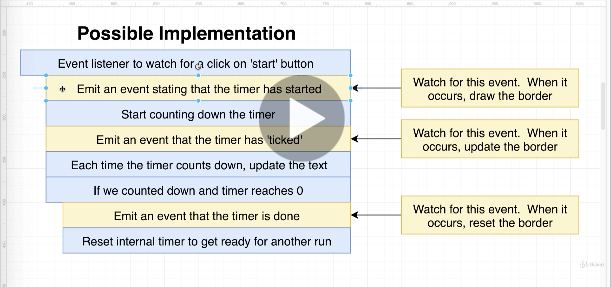 Possible Implementation
Event listener to watch for a click on 'start' button
Emit an event stating that the timer has started
Start counting down the timer
Emit an event that the timer has 'ticked'
Each time the timer counts down, update the text
If we counted down and timer reaches 0
Emit an event that the timer is done
Reset internal timer to get ready for another run
Watch for this event. When it
occurs, draw the border
Watch for this event. When it
occurs, update the border
Watch for this event. When it
occurs, reset the border